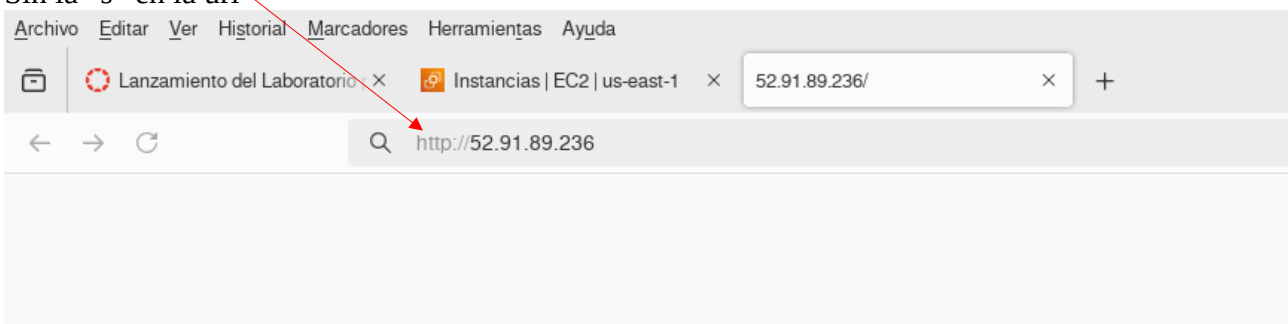 Sin la "s" en la url
Archivo Editar Ver Historial Marcadores Herramientas Ayuda
Lanzamiento del Laboratorio
Instancias | EC2 | us-east-1
52.91.89.236/
http://52.91.89.236